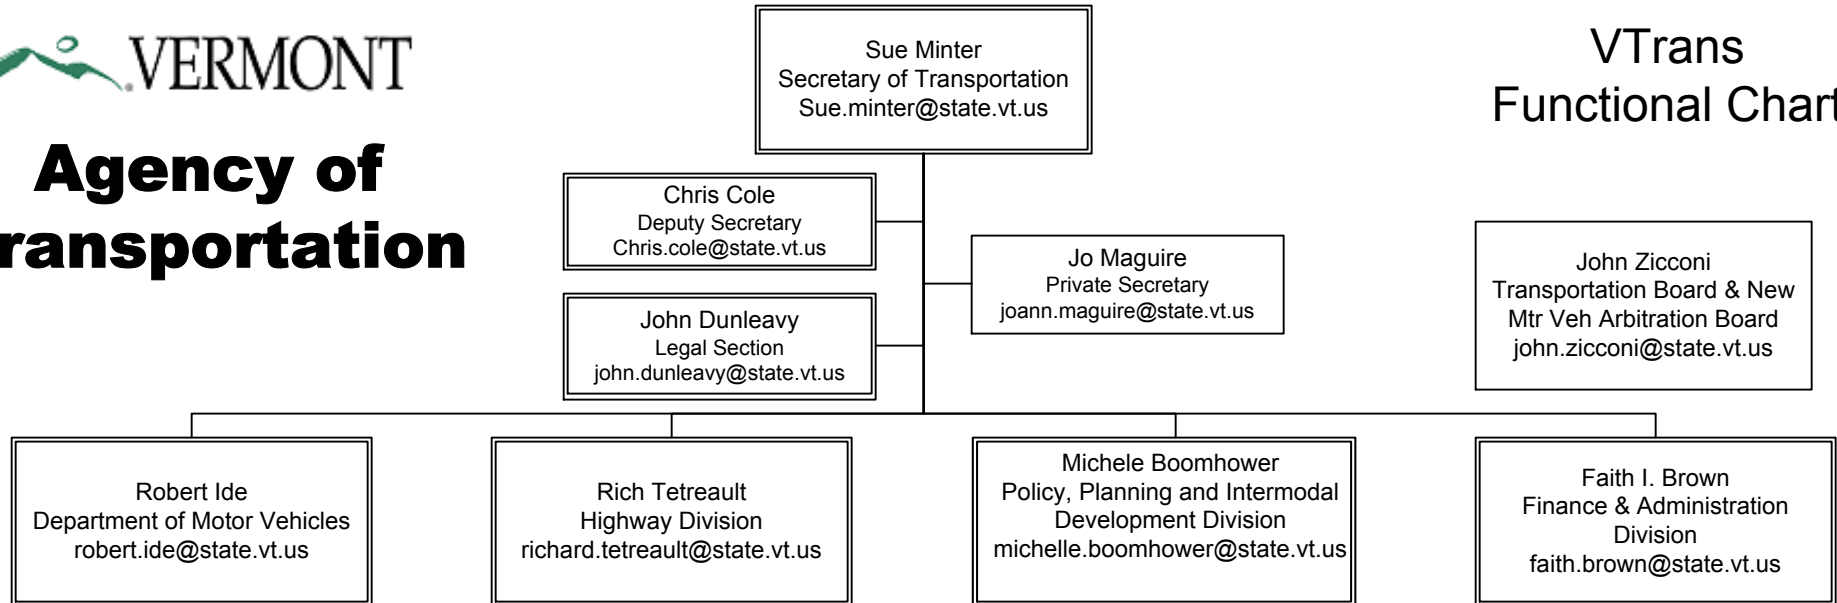 VERMONT
Agency of
ransportation
VTrans
Functional Chart
Sue Minter
Secretary of Transportation
Sue.minter@state.vt.us
Chris Cole
Deputy Secretary
Chris.cole@state.vt.us
Jo Maguire
Private Secretary
joann.maguire@state.vt.us
John Dunleavy
Legal Section
john.dunleavy@state.vt.us
John Zicconi
Transportation Board & New
Mtr Veh Arbitration Board
john.zicconi@state.vt.us
Robert Ide
Department of Motor Vehicles
robert.ide@state.vt.us
Rich Tetreault
Highway Division
richard.tetreault@state.vt.us
Michele Boomhower
Policy, Planning and Intermodal
Development Division
michelle.boomhower@state.vt.us
Faith I. Brown
Finance & Administration
Division
faith.brown@state.vt.us